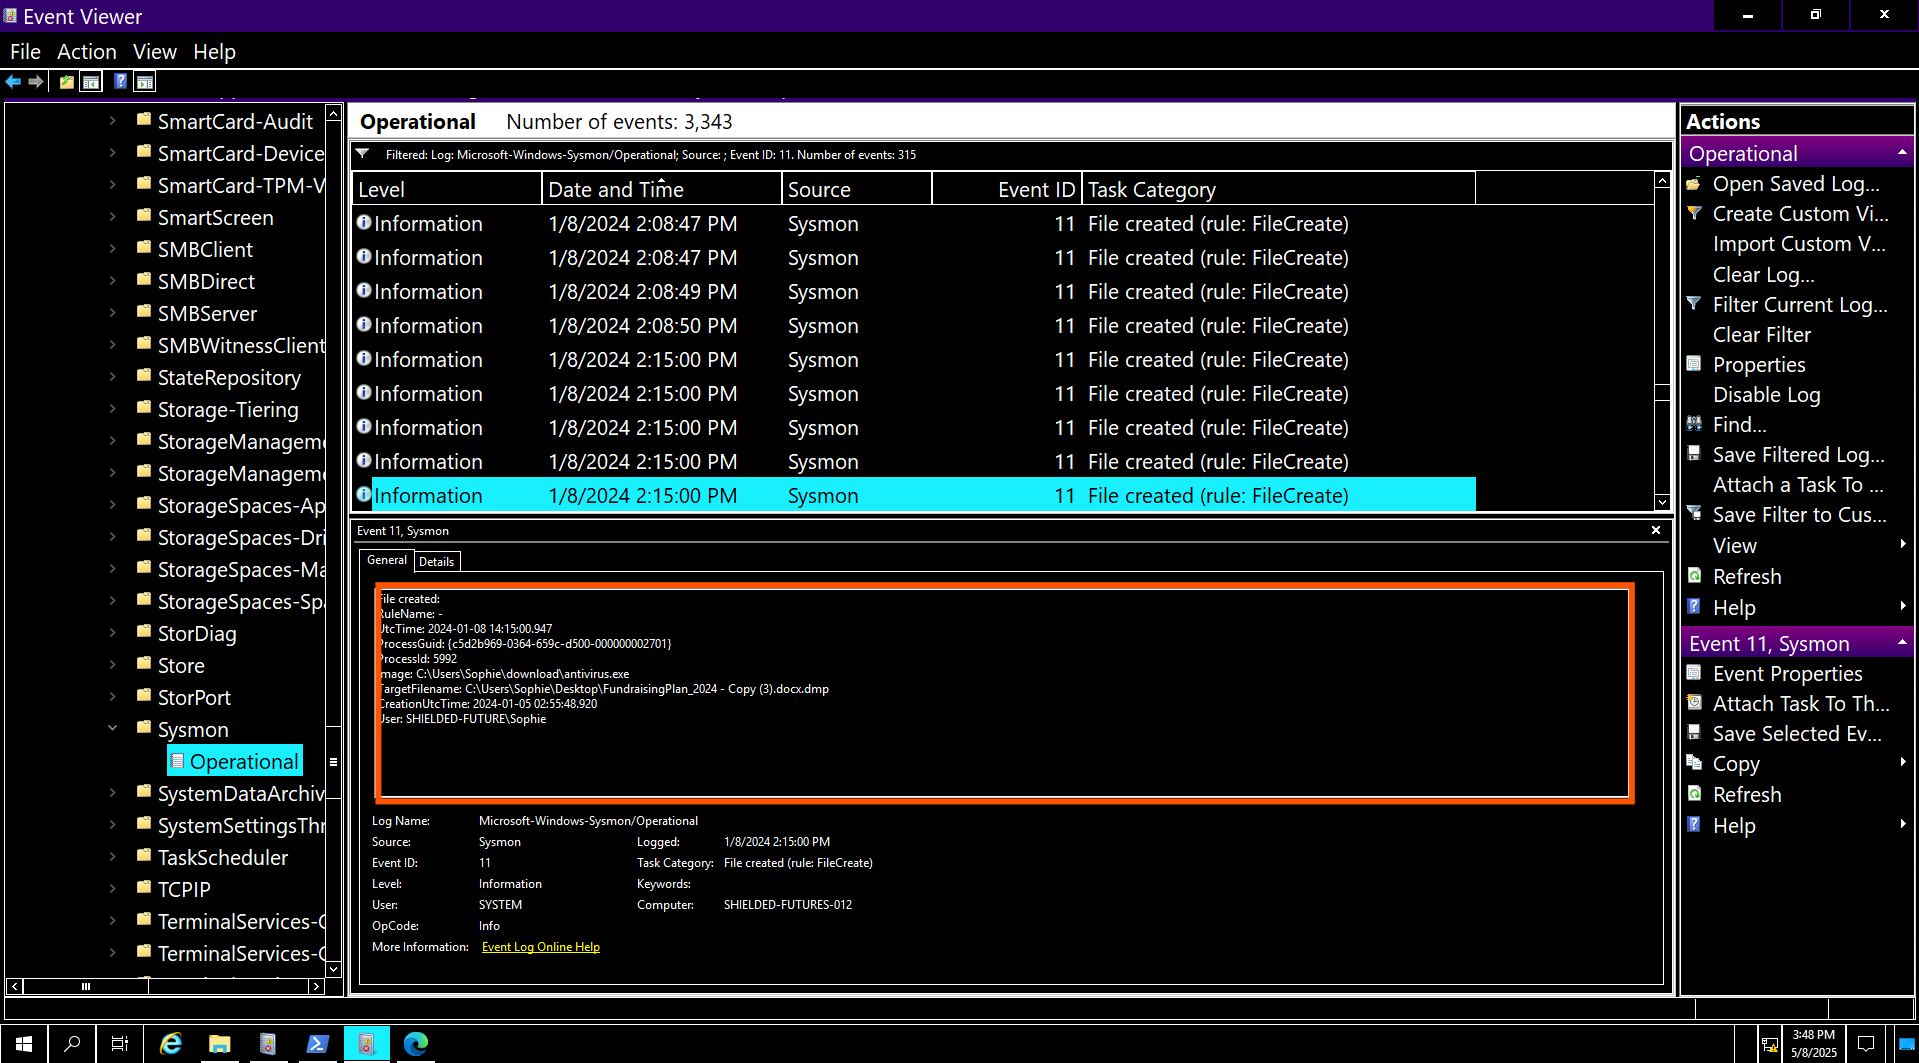 Event Viewer
File Action View Help
SmartCard-Audit
SmartCard-Device
SmartCard-TPM-V
SmartScreen
SMBClient
SMBDirect
SMBServer
SMBWitnessClient
StateRepository
Storage-Tiering
StorageManageme
StorageManageme
StorageSpaces-Ap
StorageSpaces-Dri
StorageSpaces-Ma
StorageSpaces-Spa
StorDiag
Store
StorPort
Sysmon
Operational
SystemDataArchiv
SystemSettingsThr
TaskScheduler
TCPIP
TerminalServices-C
TerminalServices-C
Operational Number of events: 3,343
Filtered: Log: Microsoft-Windows-Sysmon/Operational; Source: ; Event ID: 11. Number of events: 315
Level Date and Time Source Event ID Task Category
Information 1/8/2024 2:08:47 PM Sysmon 11 File created (rule: FileCreate)
Information 1/8/2024 2:08:47 PM Sysmon 11 File created (rule: FileCreate)
Information 1/8/2024 2:08:49 PM Sysmon 11 File created (rule: FileCreate)
Information 1/8/2024 2:08:50 PM Sysmon 11 File created (rule: FileCreate)
Information 1/8/2024 2:15:00 PM Sysmon 11 File created (rule: FileCreate)
Information 1/8/2024 2:15:00 PM Sysmon 11 File created (rule: FileCreate)
Information 1/8/2024 2:15:00 PM Sysmon 11 File created (rule: FileCreate)
Information 1/8/2024 2:15:00 PM Sysmon 11 File created (rule: FileCreate)
Information 1/8/2024 2:15:00 PM Sysmon 11 File created (rule: FileCreate)
Event 11, Sysmon
General Details
File created:
RuleName: -
UtcTime: 2024-01-08 14:15:00.947
ProcessGuid: {c5d2b969-0364-659c-d500-000000002701}
ProcessId: 5992
Image: C:\Users\Sophie\download\antivirus.exe
TargetFilename: C:\Users\Sophie\Desktop\FundraisingPlan_2024 - Copy (3).docx.dmp
CreationUtcTime: 2024-01-05 02:55:48.920
User: SHIELDED-FUTURE\Sophie
Log Name: Microsoft-Windows-Sysmon/Operational
Source: Sysmon Logged: 1/8/2024 2:15:00 PM
Event ID: 11 Task Category: File created (rule: FileCreate)
Level: Information Keywords:
User: SYSTEM Computer: SHIELDED-FUTURES-012
OpCode: Info
More Information: Event Log Online Help
Actions
Operational
Open Saved Log...
Create Custom Vi...
Import Custom V...
Clear Log...
Filter Current Log...
Clear Filter
Properties
Disable Log
Find...
Save Filtered Log...
Attach a Task To ...
Save Filter to Cus...
View
Refresh
Help
Event 11, Sysmon
Event Properties
Attach Task To Th...
Save Selected Ev...
Copy
Refresh
Help
3:48 PM
5/8/2025